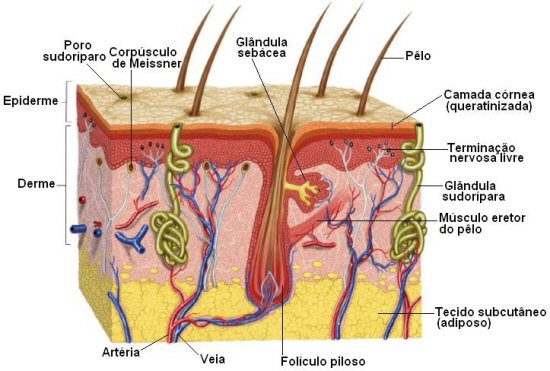 Poro
sudoríparo
Corpúsculo
de Meissner
Glândula
sebácea
Pêlo
Epiderme
Camada córnea
(queratinizada)
Terminação
nervosa livre
Derme
Glândula
sudorípara
Músculo eretor
do pêlo
Tecido subcutâneo
(adiposo)
Artéria
Veia
Folículo piloso